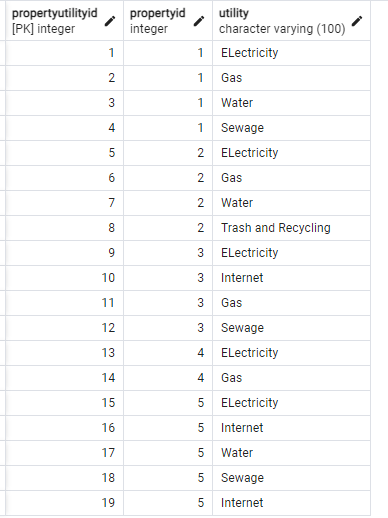 propertyutilityid propertyid utility
[PK] integer integer character varying (100)
1 1 ELectricity
2 1 Gas
3 1 Water
4 1 Sewage
5 2 ELectricity
6 2 Gas
7 2 Water
8 2 Trash and Recycling
9 3 ELectricity
10 3 Internet
11 3 Gas
12 3 Sewage
13 4 ELectricity
14 4 Gas
15 5 ELectricity
16 5 Internet
17 5 Water
18 5 Sewage
19 5 Internet